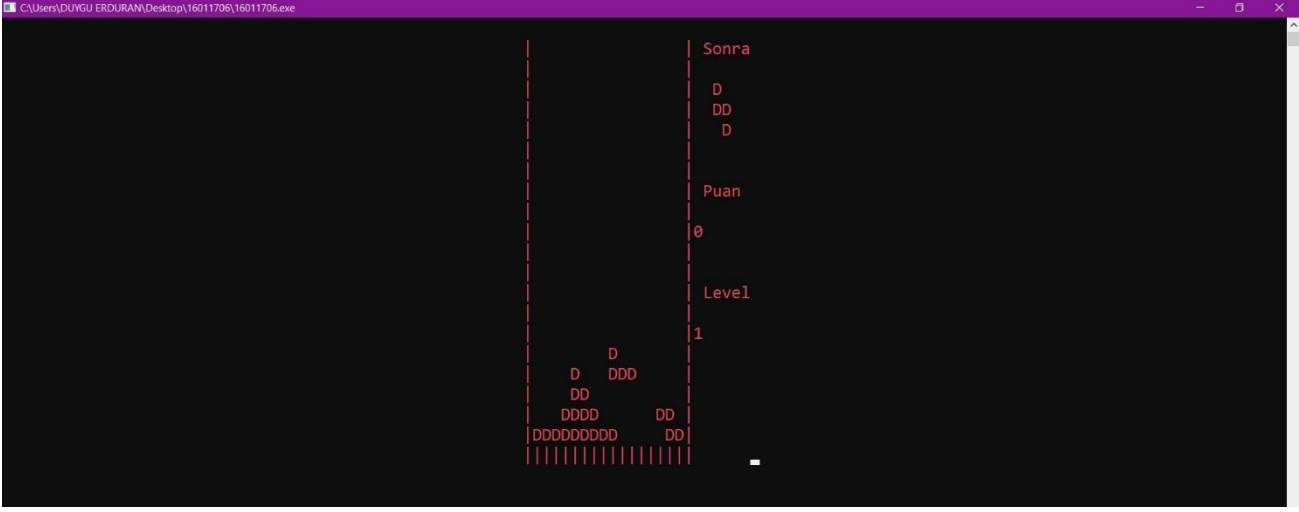 C:\Users\DUYGU ERDURAN\Desktop\16011706\16011706.exe
|                | Sonra
|                |
|                |  D
|                |  DD
|                |   D
|                |
|                |
|                | Puan
|                |
|                |0
|                |
|                |
|                | Level
|                |
|                |1
|        D       |
|    D   DDD     |
|    DD          |
|   DDDD      DD |
|DDDDDDDDD     DD|
||||||||||||||||||